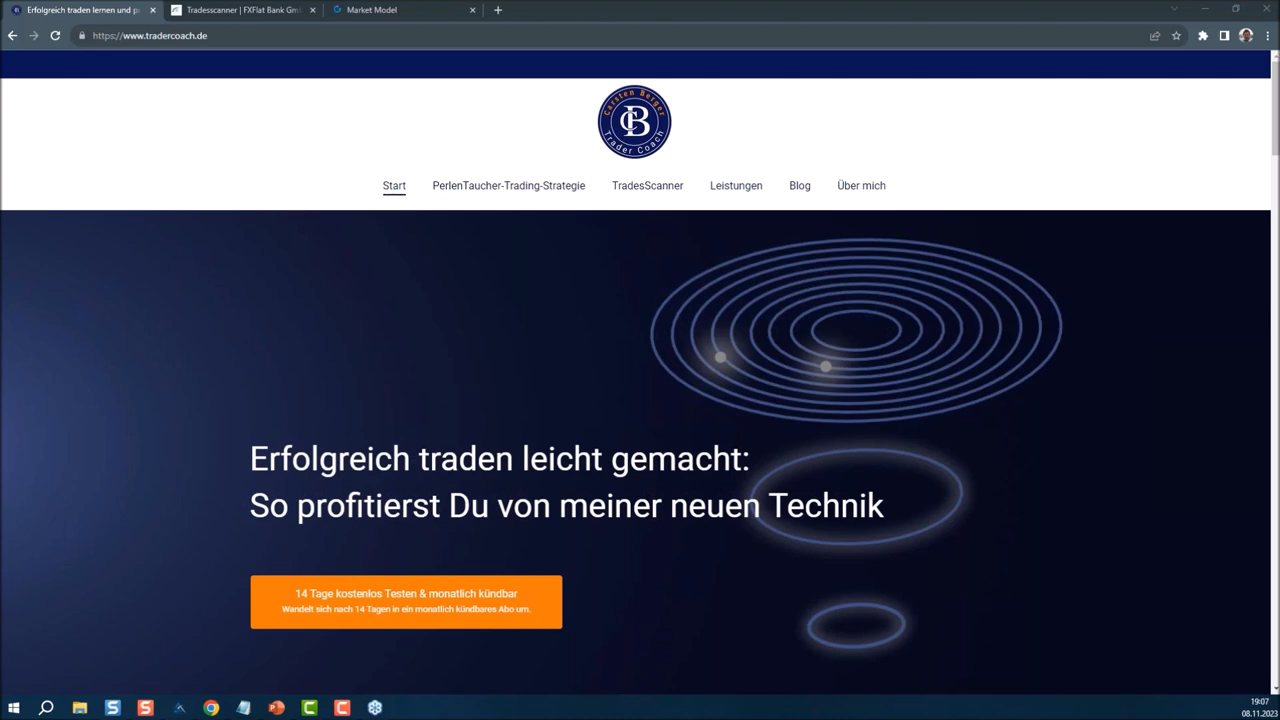 Erfolgreich traden lernen und p
Tradesscanner | FXFlat Bank Gm
Market Model
https://www.tradercoach.de
Carsten Berger
CB
Trader Coach
Start
PerlenTaucher-Trading-Strategie
TradesScanner
Leistungen
Blog
Über mich
Erfolgreich traden leicht gemacht:
So profitierst Du von meiner neuen Technik
14 Tage kostenlos Testen & monatlich kündbar
Wandelt sich nach 14 Tagen in ein monatlich kündbares Abo um.
19:07
08.11.2023